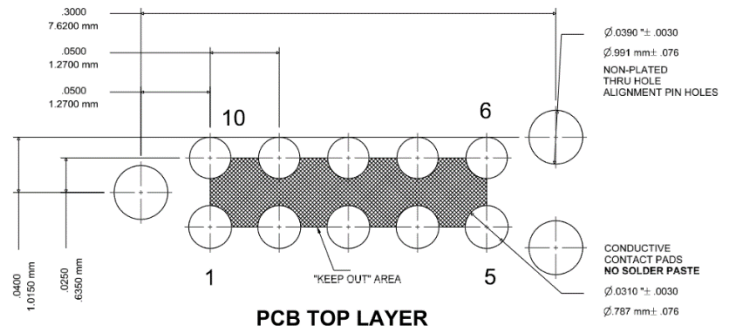 .3000
7.6200 mm
.0500
1.2700 mm
.0500
1.2700 mm
10
6
Ø.0390 "± .0030
Ø.991 mm± .076
NON-PLATED
THRU HOLE
ALIGNMENT PIN HOLES
.0400
1.0150 mm
.0250
.6350 mm
1
"KEEP OUT" AREA
5
CONDUCTIVE
CONTACT PADS
NO SOLDER PASTE
Ø.0310 "± .0030
Ø.787 mm± .076
PCB TOP LAYER